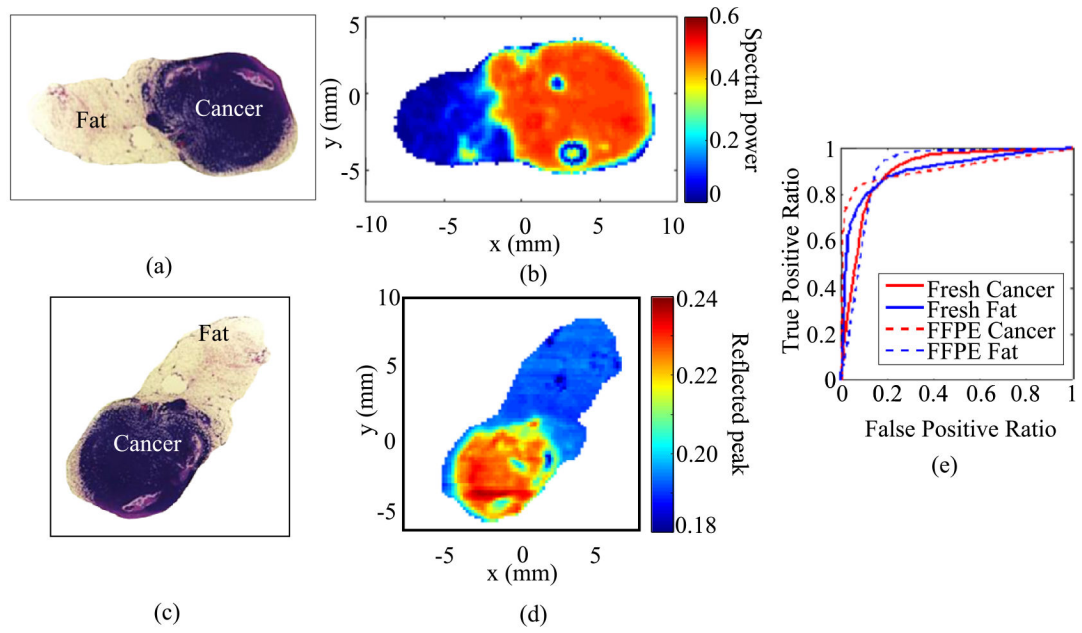 Fat
Cancer
(a)
5
0
-5
y (mm)
-10
-5
0
5
10
x (mm)
0.6
0.4
0.2
0
Spectral power
(b)
Fat
Cancer
(c)
10
5
0
-5
y (mm)
-5
0
5
x (mm)
0.24
0.22
0.20
0.18
Reflected peak
(d)
1
0.8
0.6
0.4
0.2
0
True Positive Ratio
Fresh Cancer
Fresh Fat
FFPE Cancer
FFPE Fat
0
0.2
0.4
0.6
0.8
1
False Positive Ratio
(e)